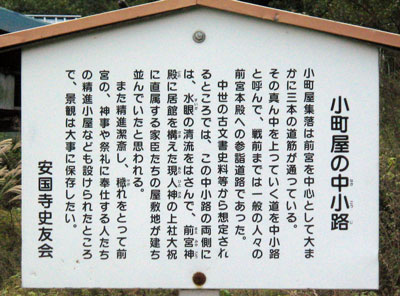 小町屋の中小路
小町屋集落は前宮を中心として大ま
かに三本の道筋が通っている。
その真ん中を上っていく道を中小路
と呼んで、戦前までは一般の人々の
前宮本殿への参詣道路であった。
中世の古文書史料等から想定され
るところでは、この中小路の両側に
は、水眼の清流をはさんで、前宮神
殿に居館を構えた現人神の上社大祝
に直属する家臣たちの屋敷地が建ち
並んでいたと思われる。
また精進潔斎し、穢れをとって前
宮の、神事や祭礼に奉仕する人たち
の精進小屋なども設けられたところ
で、景観は大事に保存したい。
安国寺史友会